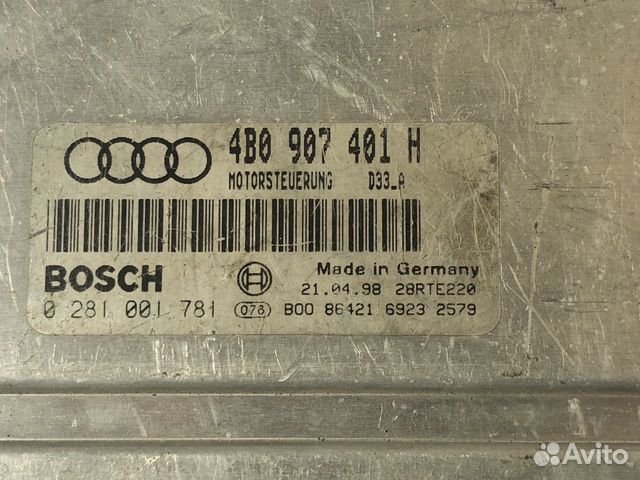 4B0 907 401 H
MOTORSTEUERUNG D33_A
BOSCH
Made in Germany
21.04.98 28RTE220
0 281 001 781 078 B00 86421 6923 2579
Avito